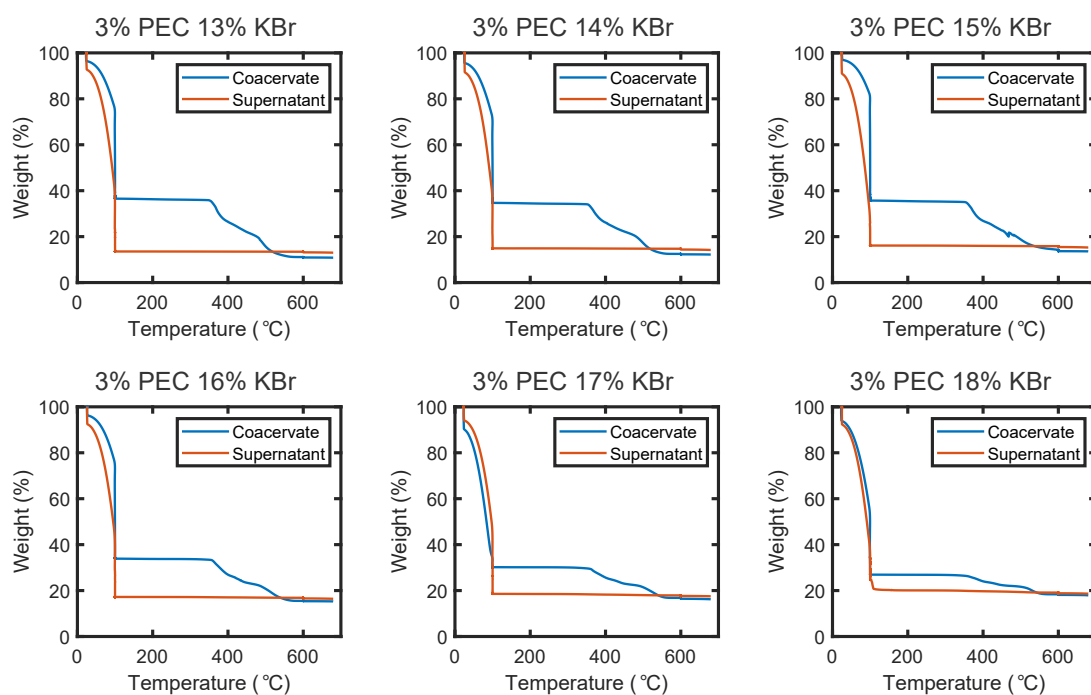 3% PEC 13% KBr
100
80
60
40
20
0
Weight (%)
Coacervate
Supernatant
0 200 400 600
Temperature (°C)
3% PEC 14% KBr
100
80
60
40
20
0
Weight (%)
Coacervate
Supernatant
0 200 400 600
Temperature (°C)
3% PEC 15% KBr
100
80
60
40
20
0
Weight (%)
Coacervate
Supernatant
0 200 400 600
Temperature (°C)
3% PEC 16% KBr
100
80
60
40
20
0
Weight (%)
Coacervate
Supernatant
0 200 400 600
Temperature (°C)
3% PEC 17% KBr
100
80
60
40
20
0
Weight (%)
Coacervate
Supernatant
0 200 400 600
Temperature (°C)
3% PEC 18% KBr
100
80
60
40
20
0
Weight (%)
Coacervate
Supernatant
0 200 400 600
Temperature (°C)